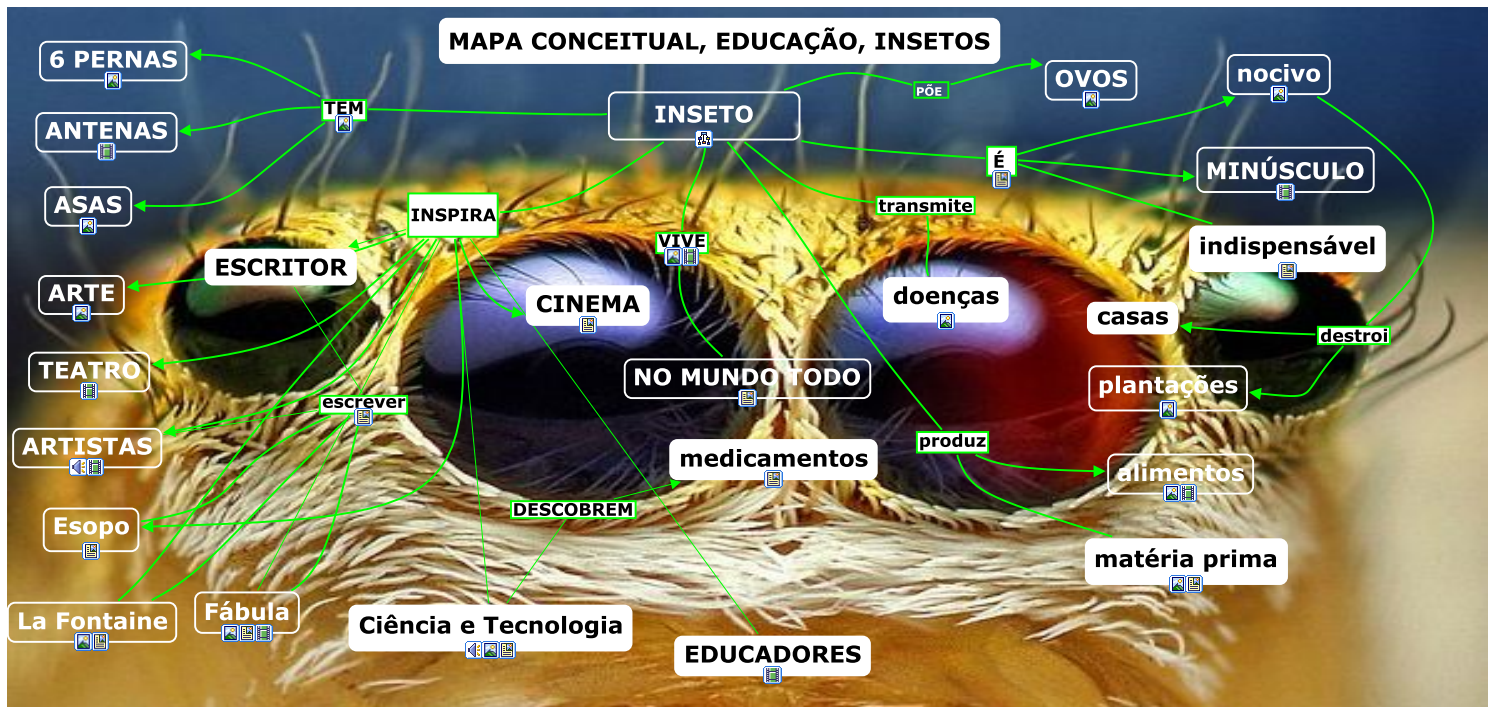 MAPA CONCEITUAL, EDUCAÇÃO, INSETOS
6 PERNAS
ANTENAS
ASAS
TEM
INSETO
PÕE
OVOS
nocivo
É
MINÚSCULO
indispensável
INSPIRA
transmite
VIVE
ESCRITOR
ARTE
CINEMA
doenças
casas
destroi
TEATRO
NO MUNDO TODO
plantações
escrever
ARTISTAS
medicamentos
produz
alimentos
Esopo
DESCOBREM
matéria prima
La Fontaine
Fábula
Ciência e Tecnologia
EDUCADORES